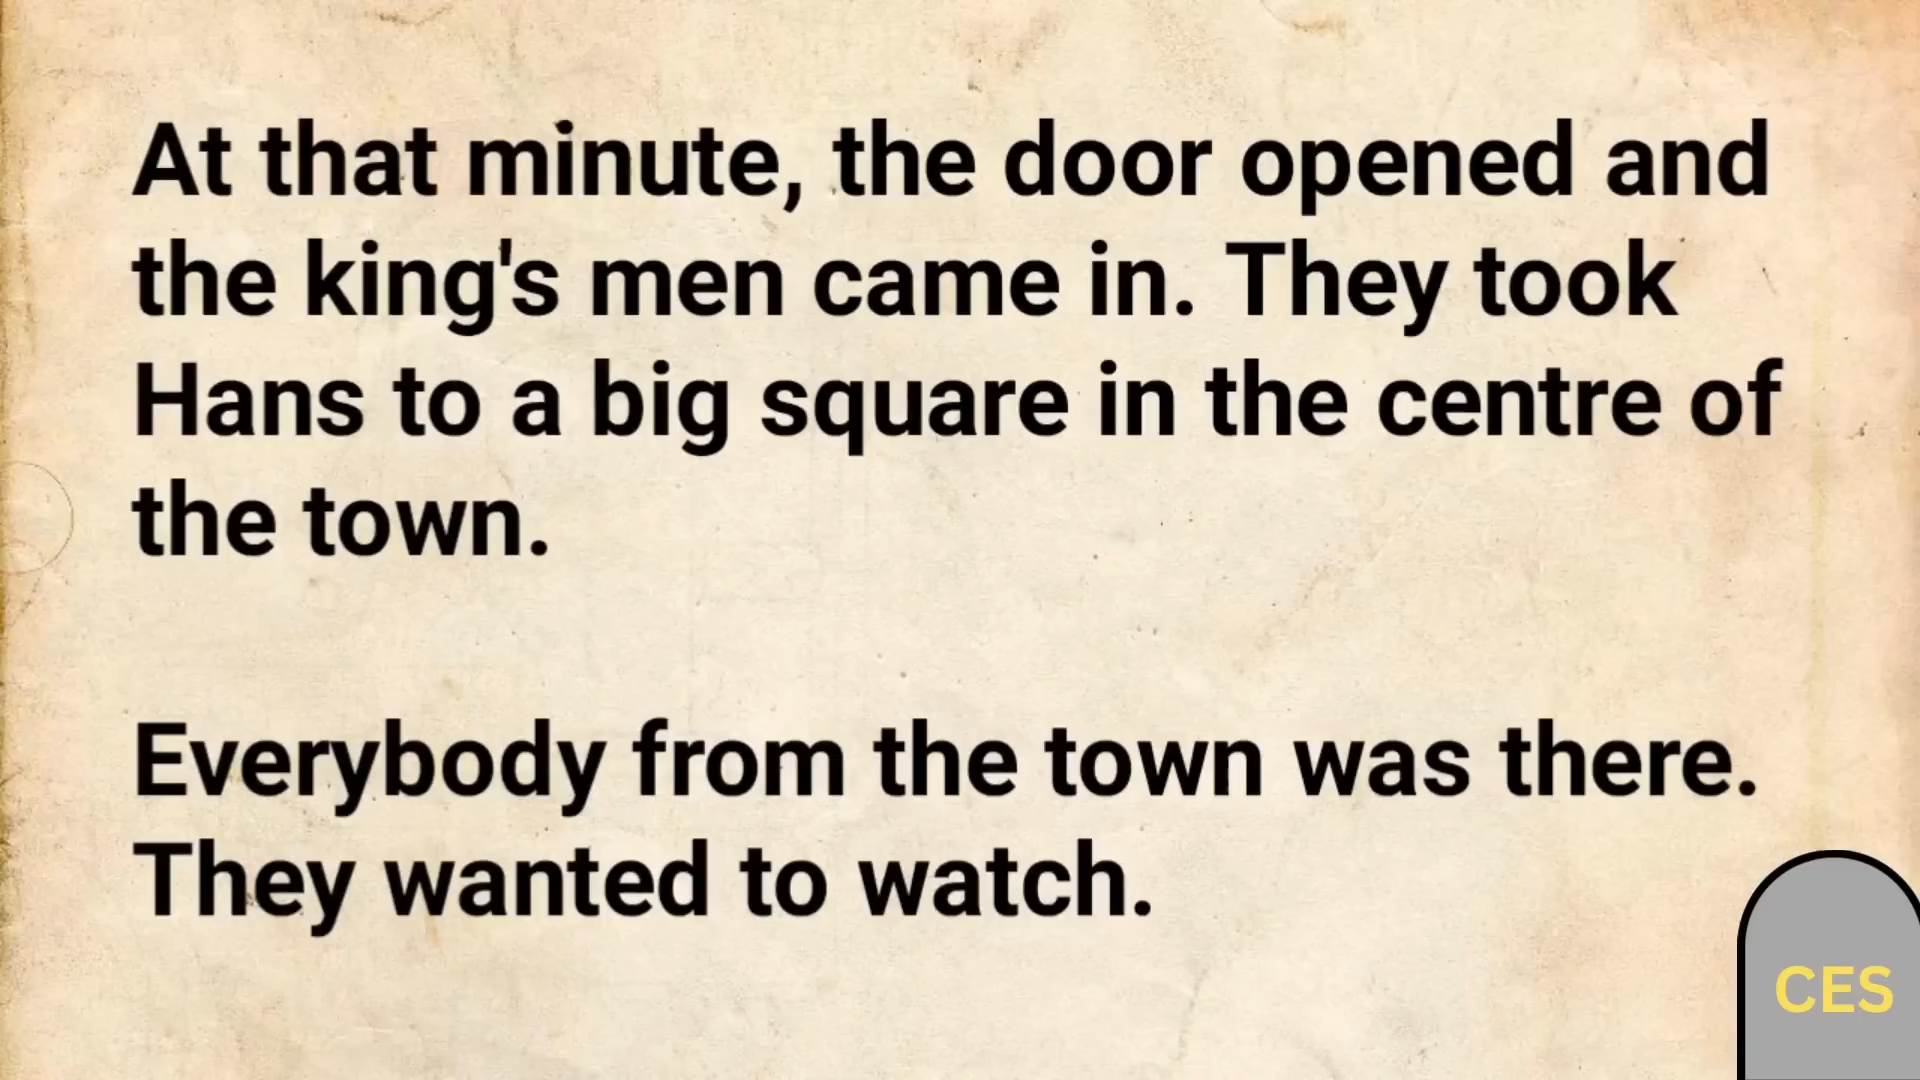 At that minute, the door opened and
the king's men came in. They took
Hans to a big square in the centre of
the town.
Everybody from the town was there.
They wanted to watch.
CES